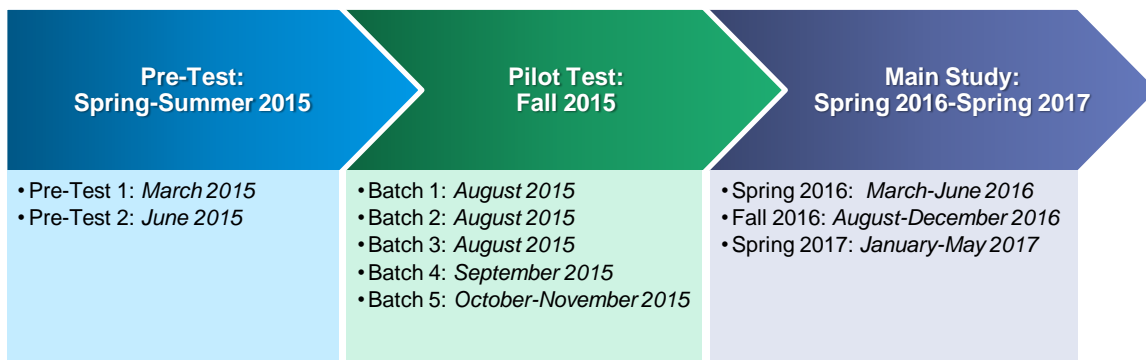 Pre-Test:
Spring-Summer 2015
Pilot Test:
Fall 2015
Main Study:
Spring 2016-Spring 2017
• Pre-Test 1: March 2015
• Pre-Test 2: June 2015
• Batch 1: August 2015
• Batch 2: August 2015
• Batch 3: August 2015
• Batch 4: September 2015
• Batch 5: October-November 2015
• Spring 2016: March-June 2016
• Fall 2016: August-December 2016
• Spring 2017: January-May 2017